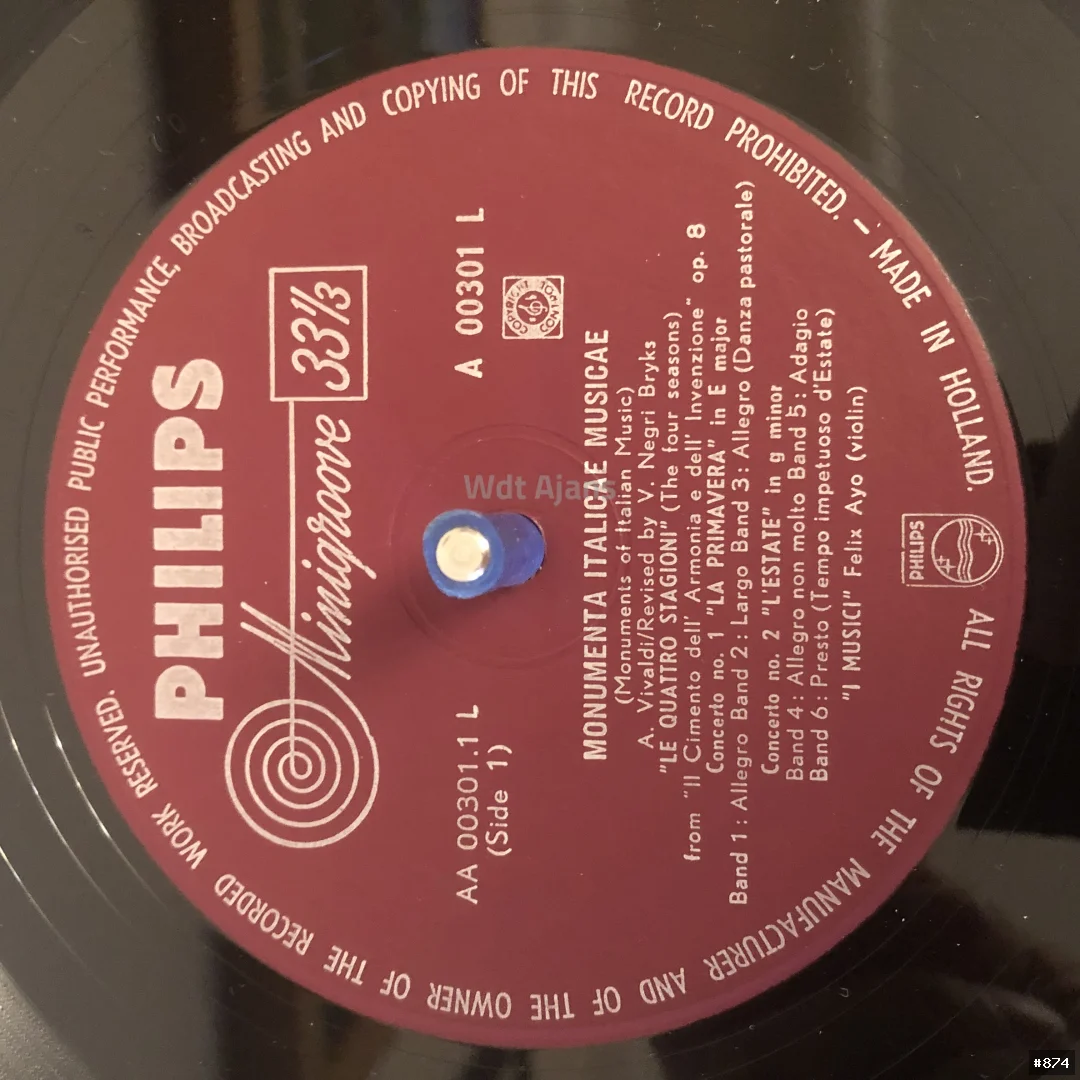 PHILIPS
Minigroove 33⅓
AA 00301.1 L
(Side 1)
A 00301 L
COPYRIGHT CONTROL
MONUMENTA ITALICAE MUSICAE
(Monuments of Italian Music)
A. Vivaldi/Revised by V. Negri Bryks
"LE QUATTRO STAGIONI" (The four seasons)
from "Il Cimento dell' Armonia e dell' Invenzione" op. 8
Concerto no. 1 "LA PRIMAVERA" in E major
Band 1: Allegro Band 2: Largo Band 3: Allegro (Danza pastorale)
Concerto no. 2 "L'ESTATE" in g minor
Band 4: Allegro non molto Band 5: Adagio
Band 6: Presto (Tempo impetuoso d'Estate)
"I MUSICI" Felix Ayo (violin)
PHILIPS
ALL RIGHTS OF THE MANUFACTURER AND OF THE OWNER OF THE RECORDED WORK RESERVED. UNAUTHORISED PUBLIC PERFORMANCE, BROADCASTING AND COPYING OF THIS RECORD PROHIBITED. — MADE IN HOLLAND.
Wdt Ajans
#874